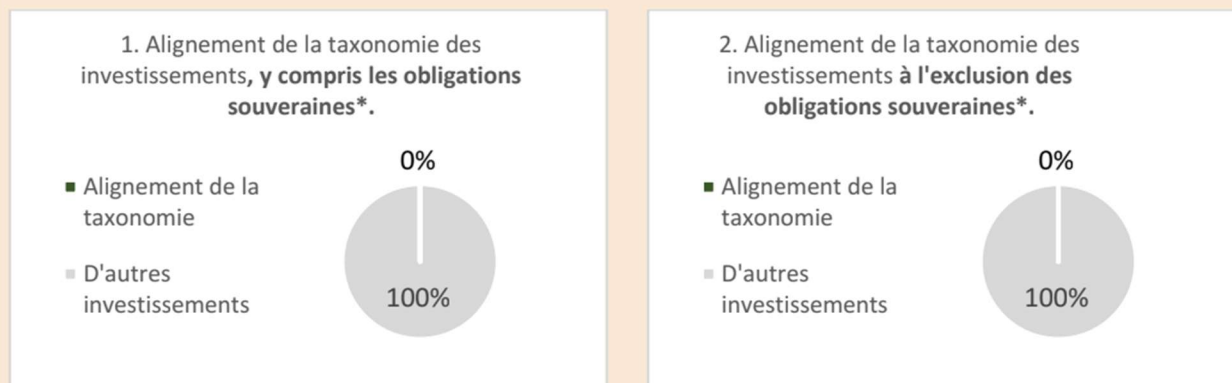 1. Alignement de la taxonomie des
investissements, y compris les obligations
souveraines*.
0%
Alignement de la
taxonomie
D'autres
investissements
100%
2. Alignement de la taxonomie des
investissements à l'exclusion des
obligations souveraines*.
0%
Alignement de la
taxonomie
D'autres
investissements
100%